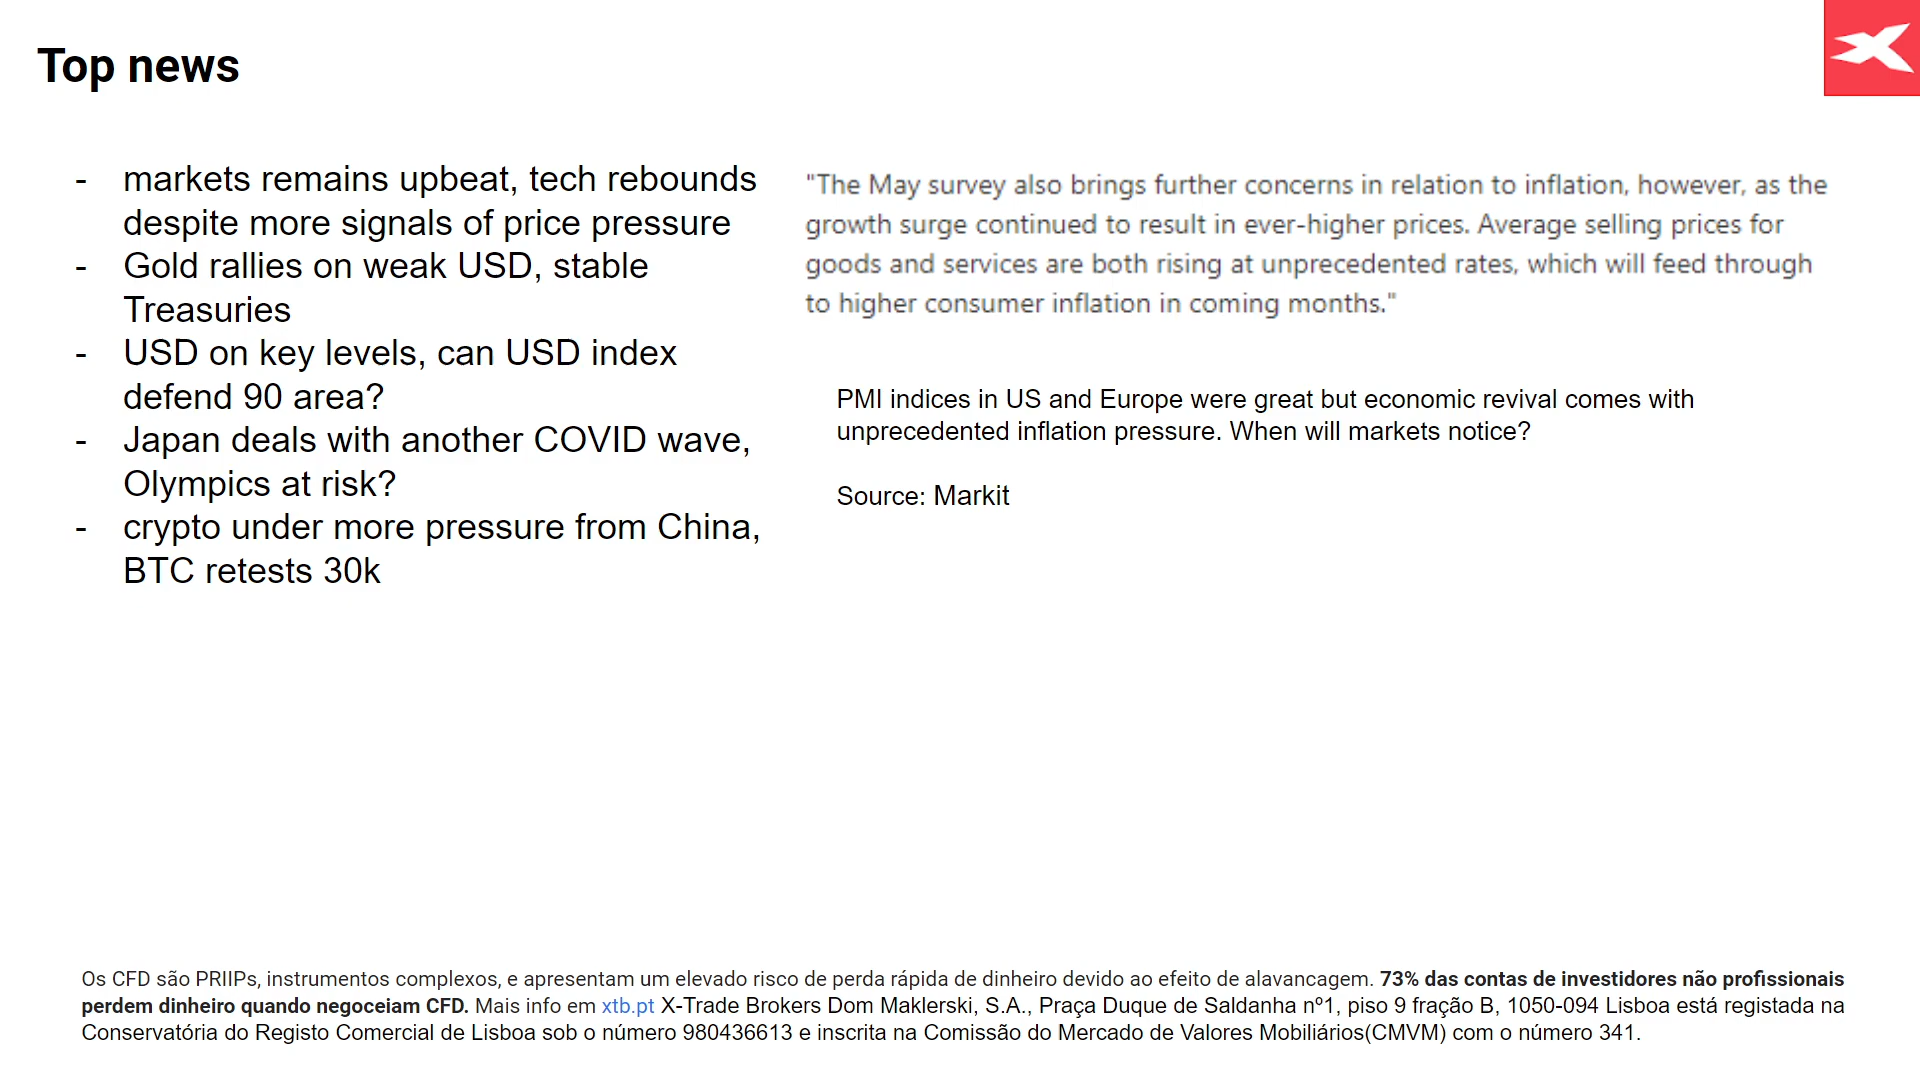 Top news
- markets remains upbeat, tech rebounds
despite more signals of price pressure
- Gold rallies on weak USD, stable
Treasuries
- USD on key levels, can USD index
defend 90 area?
- Japan deals with another COVID wave,
Olympics at risk?
- crypto under more pressure from China,
BTC retests 30k
"The May survey also brings further concerns in relation to inflation, however, as the
growth surge continued to result in ever-higher prices. Average selling prices for
goods and services are both rising at unprecedented rates, which will feed through
to higher consumer inflation in coming months."
PMI indices in US and Europe were great but economic revival comes with
unprecedented inflation pressure. When will markets notice?
Source: Markit
Os CFD são PRIIPs, instrumentos complexos, e apresentam um elevado risco de perda rápida de dinheiro devido ao efeito de alavancagem. 73% das contas de investidores não profissionais
perdem dinheiro quando negoceiam CFD. Mais info em xtb.pt X-Trade Brokers Dom Maklerski, S.A., Praça Duque de Saldanha nº1, piso 9 fração B, 1050-094 Lisboa está registada na
Conservatória do Registo Comercial de Lisboa sob o número 980436613 e inscrita na Comissão do Mercado de Valores Mobiliários(CMVM) com o número 341.